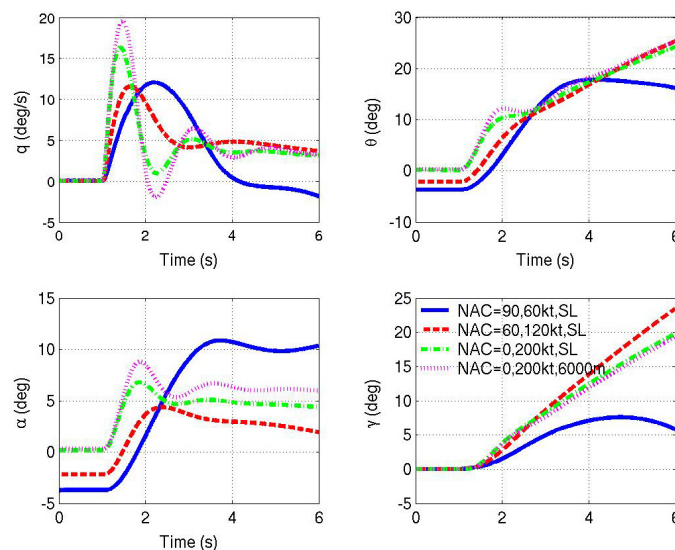 20
15
10
5
0
-5
q (deg/s)
0 2 4 6
Time (s)
30
20
10
0
-10
θ (deg)
0 2 4 6
Time (s)
15
10
5
0
-5
α (deg)
0 2 4 6
Time (s)
25
20
15
10
5
0
-5
γ (deg)
NAC=90,60kt,SL
NAC=60,120kt,SL
NAC=0,200kt,SL
NAC=0,200kt,6000m
0 2 4 6
Time (s)